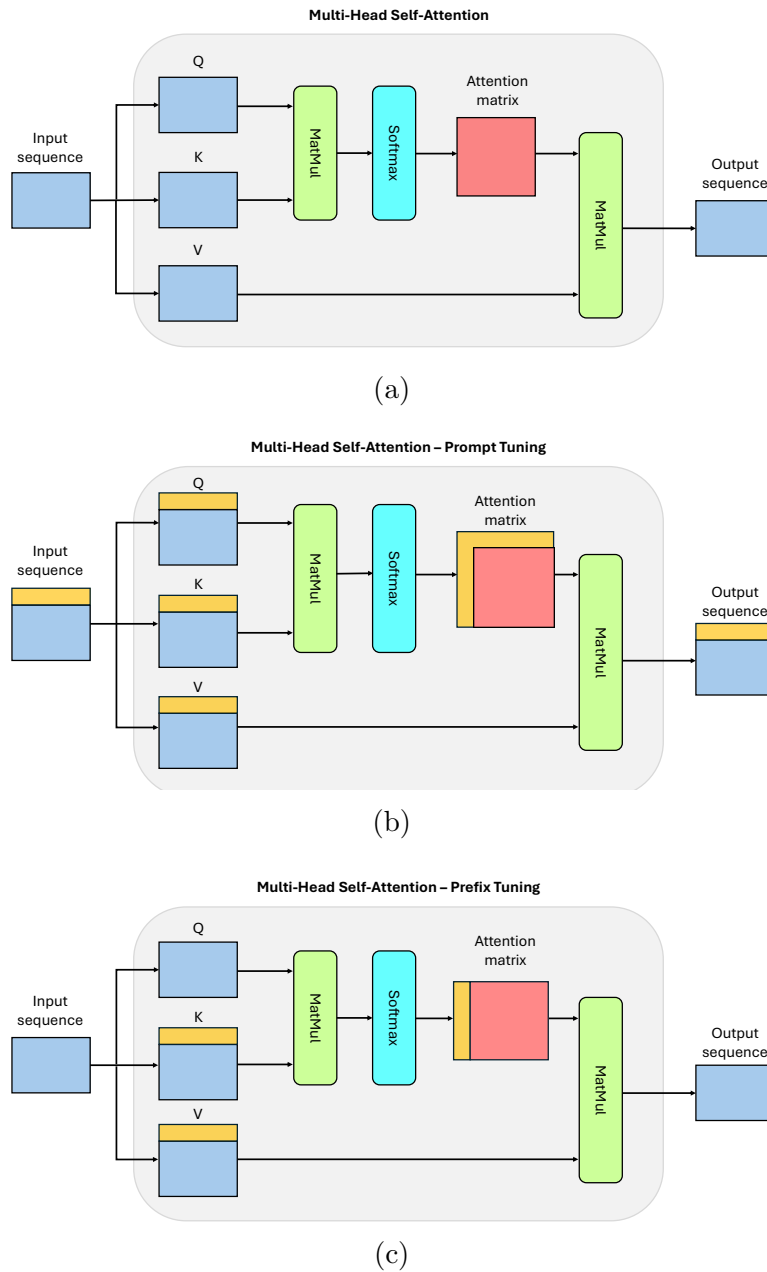 Multi-Head Self-Attention
Q
Attention
matrix
MatMul
Softmax
Input
sequence
K
MatMul
Output
sequence
V
(a)
Multi-Head Self-Attention – Prompt Tuning
Q
Attention
matrix
MatMul
Softmax
Input
sequence
K
MatMul
Output
sequence
V
(b)
Multi-Head Self-Attention – Prefix Tuning
Q
Attention
matrix
MatMul
Softmax
Input
sequence
K
MatMul
Output
sequence
V
(c)